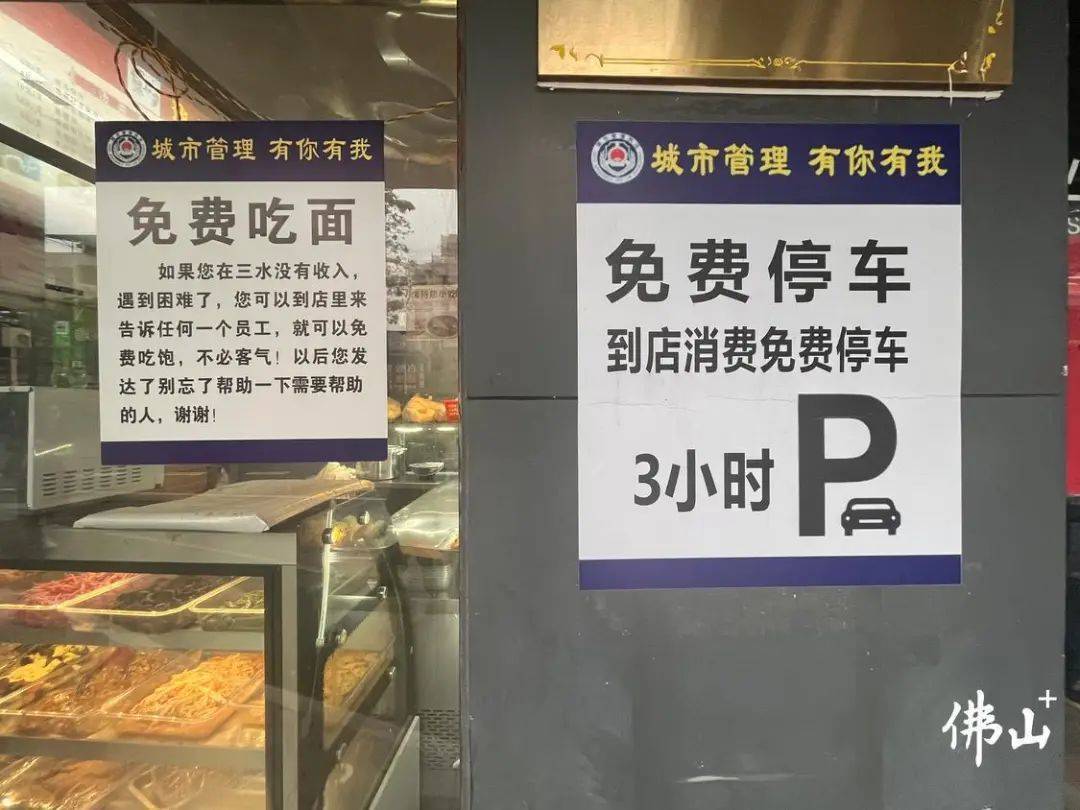 城市管理 有你有我
免费吃面
如果您在三水没有收入，
遇到困难了，您可以到店里来
告诉任何一个员工，就可以免
费吃饱，不必客气！以后您发
达了别忘了帮助一下需要帮助
的人，谢谢！
城市管理 有你有我
免费停车
到店消费免费停车
3小时 P
佛山+